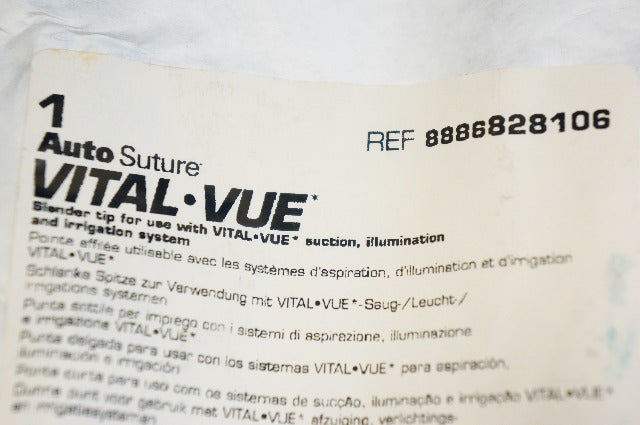 1
REF 8886828106
Auto Suture
VITAL•VUE*
Slender tip for use with VITAL•VUE* suction, illumination
and irrigation system
Pointe effilée utilisable avec les systèmes d'aspiration, d'illumination et d'irrigation
VITAL•VUE*
Schlanke Spitze zur Verwendung mit VITAL•VUE*-Saug-/Leucht-/
Irrigations systemen
Punta sottile per impiego con i sistemi di aspirazione, illuminazione
e irrigazione VITAL•VUE*
Punta delgada para usar con los sistemas VITAL•VUE* para aspiración,
iluminación e irrigación
Ponta curta para uso com os sistemas de sucção, iluminação e irrigação VITAL•VUE*
Dunne punt voor gebruik met VITAL•VUE* afzuiging, verlichtings-
en irrigatiesystemen